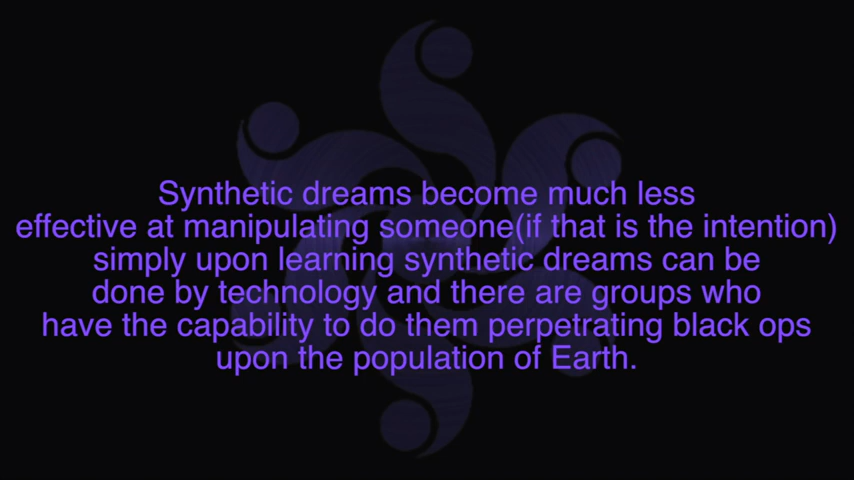 Synthetic dreams become much less
effective at manipulating someone(if that is the intention)
simply upon learning synthetic dreams can be
done by technology and there are groups who
have the capability to do them perpetrating black ops
upon the population of Earth.